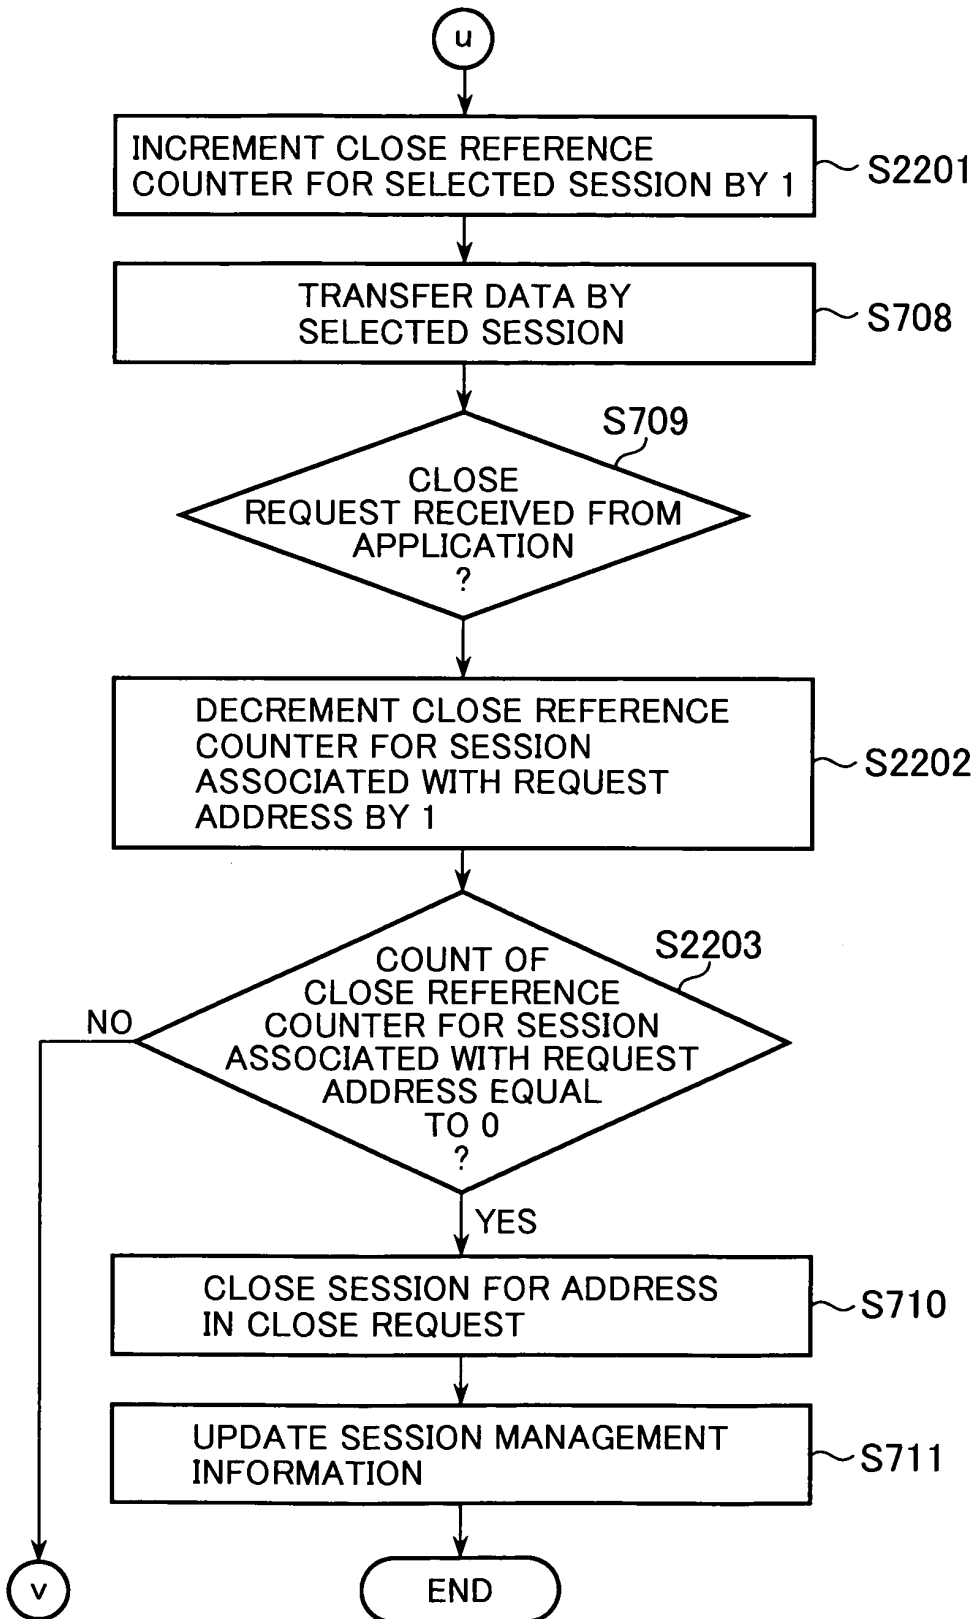 u
INCREMENT CLOSE REFERENCE
COUNTER FOR SELECTED SESSION BY 1
S2201
TRANSFER DATA BY
SELECTED SESSION
S708
S709
CLOSE
REQUEST RECEIVED FROM
APPLICATION
?
DECREMENT CLOSE REFERENCE
COUNTER FOR SESSION
ASSOCIATED WITH REQUEST
ADDRESS BY 1
S2202
S2203
COUNT OF
CLOSE REFERENCE
COUNTER FOR SESSION
ASSOCIATED WITH REQUEST
ADDRESS EQUAL
TO 0
?
NO
YES
CLOSE SESSION FOR ADDRESS
IN CLOSE REQUEST
S710
UPDATE SESSION MANAGEMENT
INFORMATION
S711
v
END